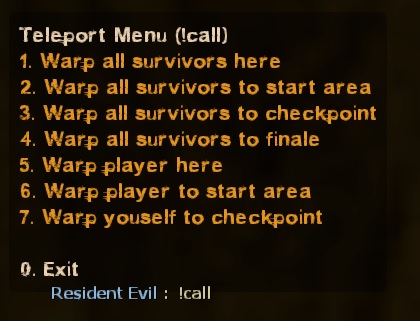 Teleport Menu (!call)
1. Warp all survivors here
2. Warp all survivors to start area
3. Warp all survivors to checkpoint
4. Warp all survivors to finale
5. Warp player here
6. Warp player to start area
7. Warp youself to checkpoint
0. Exit
Resident Evil : !call